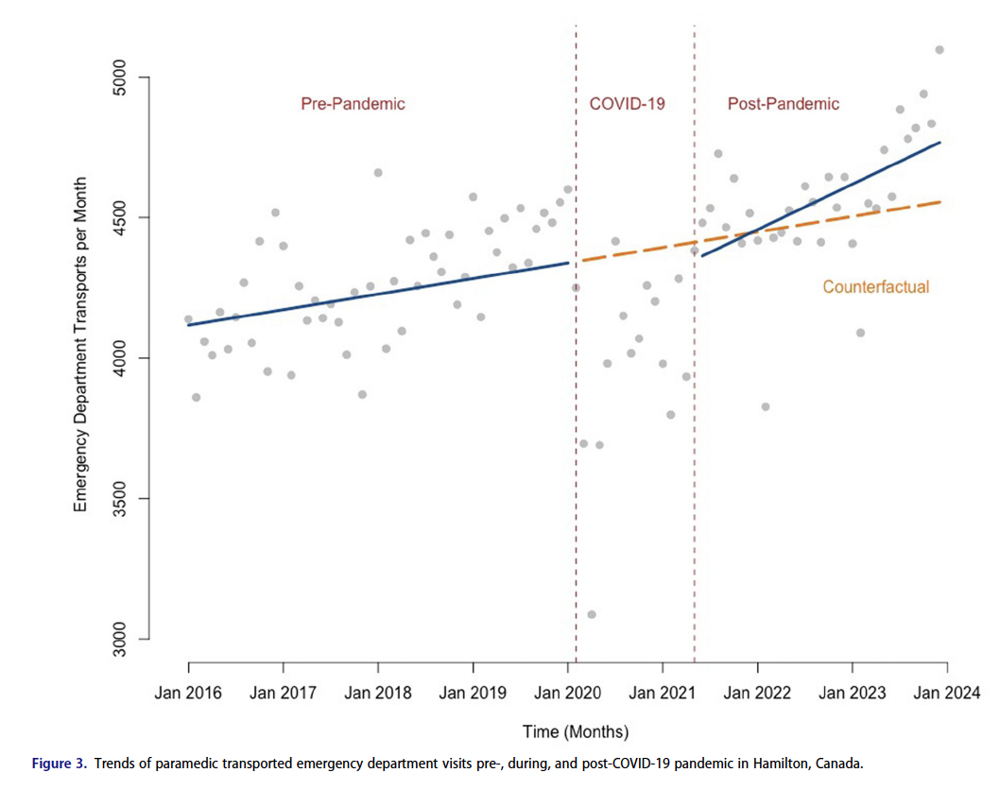 5000
4500
4000
3500
3000
Emergency Department Transports per Month
Pre-Pandemic
COVID-19
Post-Pandemic
Counterfactual
Jan 2016
Jan 2017
Jan 2018
Jan 2019
Jan 2020
Jan 2021
Jan 2022
Jan 2023
Jan 2024
Time (Months)
Figure 3. Trends of paramedic transported emergency department visits pre-, during, and post-COVID-19 pandemic in Hamilton, Canada.